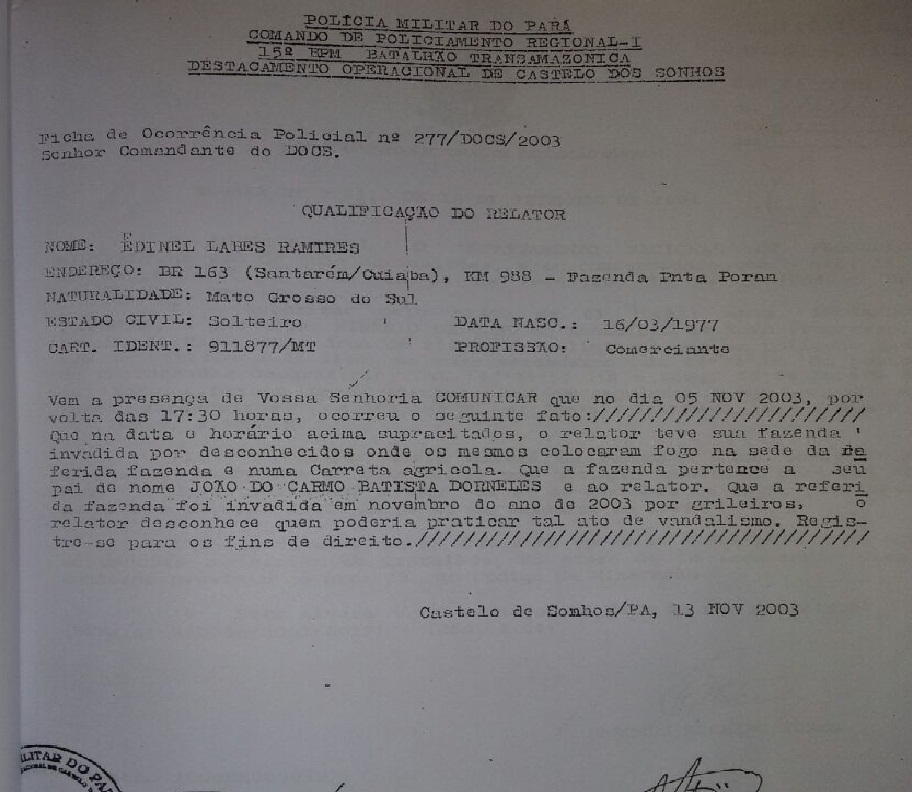 POLÍCIA MILITAR DO PARÁ
COMANDO DE POLICIAMENTO REGIONAL-I
15º BPM BATALHÃO TRANSAMAZONICA
DESTACAMENTO OPERACIONAL DE CASTELO DOS SONHOS
Ficha de Ocorrência Policial nº 277/DOCS/2003
Senhor Comandante do DOCS.
QUALIFICAÇÃO DO RELATOR
NOME: EDINEL LABES RAMIRES
ENDEREÇO: BR 163 (Santarém/Cuiaba), KM 988 - Fazenda Pnta Poran
NATURALIDADE: Mato Grosso do Sul
ESTADO CIVIL: Solteiro DATA NASC.: 16/03/1977
CART. IDENT.: 911877/MT PROFISSÃO: Comerciante
Vem a presença de Vossa Senhoria COMUNICAR que no dia 05 NOV 2003, por
volta das 17:30 horas, ocorreu o seguinte fato:///////////////////////
Que na data e horário acima supracitados, o relator teve sua fazenda
invadida por desconhecidos onde os mesmos colocaram fogo na sede da Re
ferida fazenda e numa Carreta agricola. Que a fazenda pertence a seu
pai de nome JOÃO DO CARMO BATISTA DORNELES e ao relator. Que a referi
da fazenda foi invadida em novembro do ano de 2003 por grileiros, o
relator desconhece quem poderia praticar tal ato de vandalismo. Regis-
tre-se para os fins de direito.//////////////////////////////////////
Castelo de Sonhos/PA, 13 NOV 2003
ILITAR DO PAR